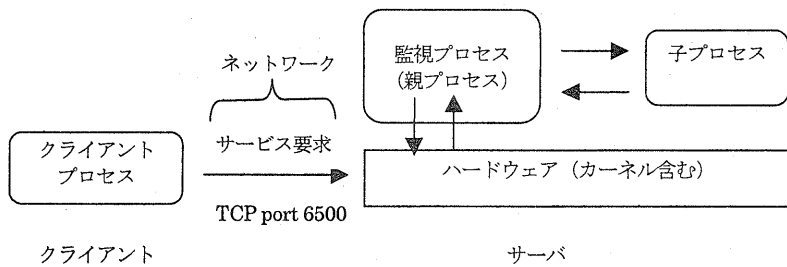 ネットワーク
監視プロセス
(親プロセス)
子プロセス
クライアント
プロセス
サービス要求
ハードウェア (カーネル含む)
TCP port 6500
クライアント
サーバ